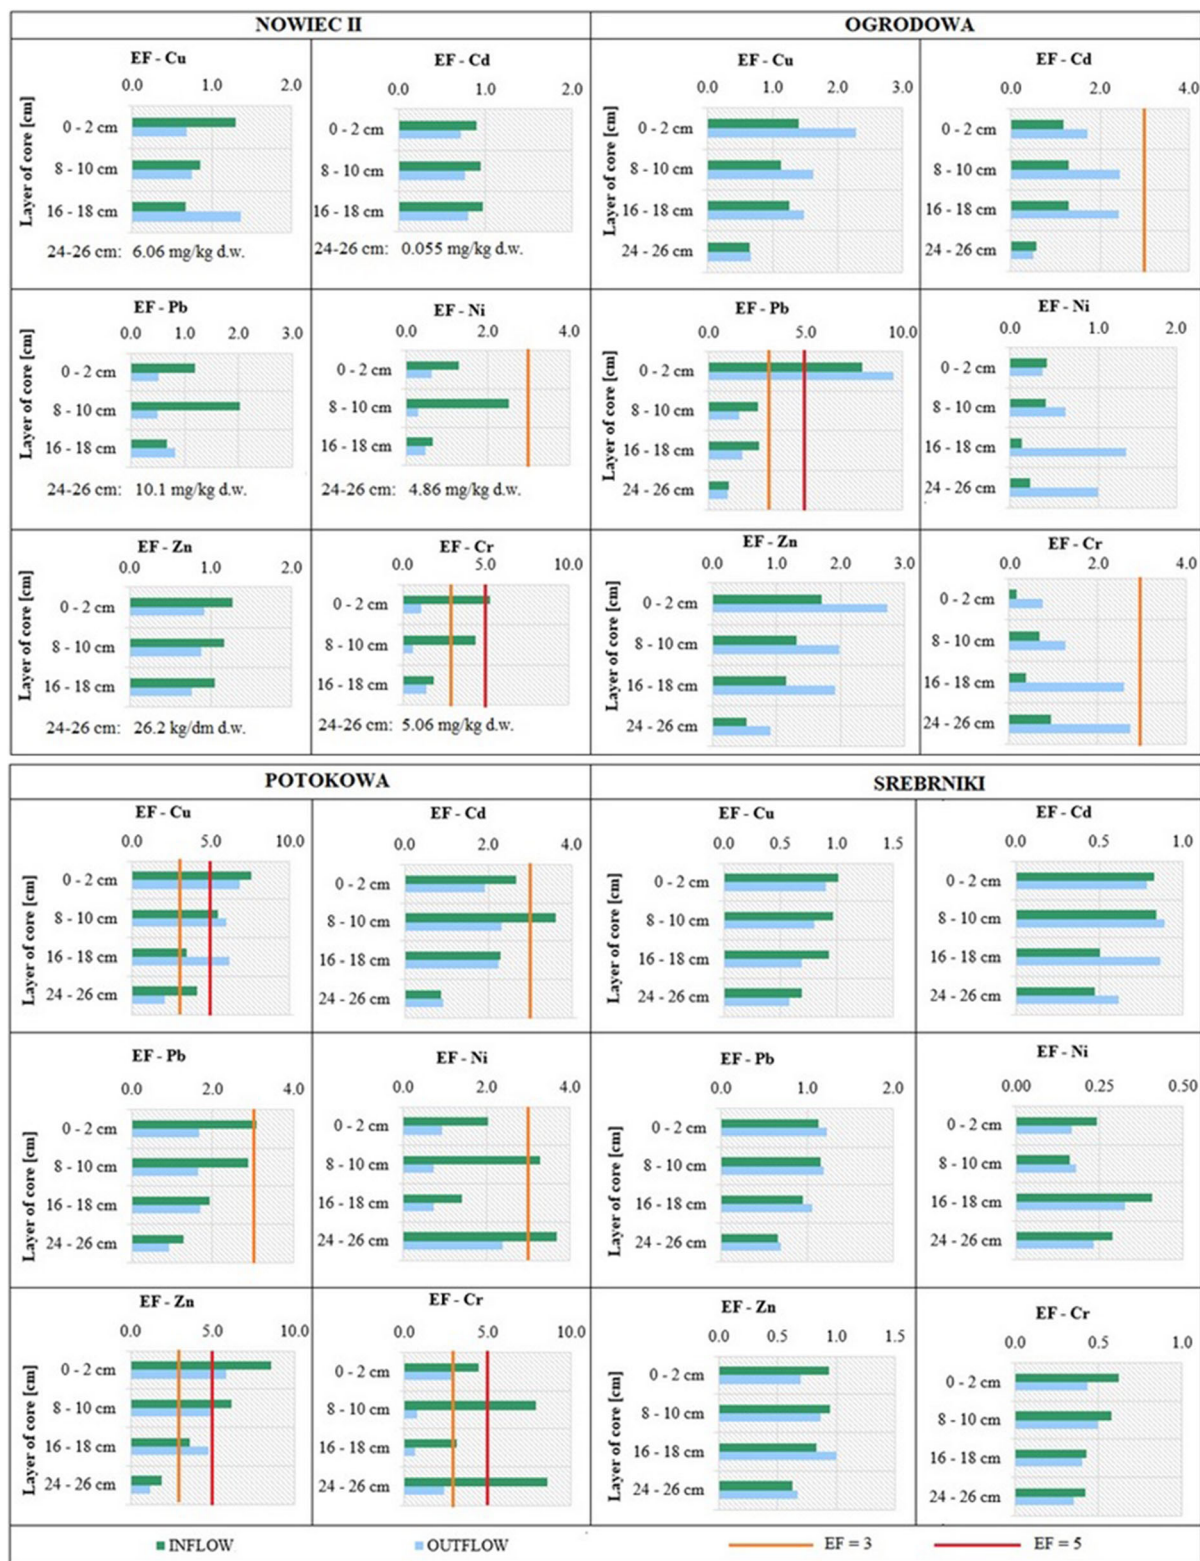 NOWIEC II
EF - Cu
0.0 1.0 2.0
Layer of core [cm]
0 - 2 cm
8 - 10 cm
16 - 18 cm
24-26 cm: 6.06 mg/kg d.w.
EF - Cd
0.0 1.0 2.0
0 - 2 cm
8 - 10 cm
16 - 18 cm
24-26 cm: 0.055 mg/kg d.w.
EF - Pb
0.0 1.0 2.0 3.0
Layer of core [cm]
0 - 2 cm
8 - 10 cm
16 - 18 cm
24-26 cm: 10.1 mg/kg d.w.
EF - Ni
0.0 2.0 4.0
0 - 2 cm
8 - 10 cm
16 - 18 cm
24-26 cm: 4.86 mg/kg d.w.
EF - Zn
0.0 1.0 2.0
Layer of core [cm]
0 - 2 cm
8 - 10 cm
16 - 18 cm
24-26 cm: 26.2 kg/dm d.w.
EF - Cr
0.0 5.0 10.0
0 - 2 cm
8 - 10 cm
16 - 18 cm
24-26 cm: 5.06 mg/kg d.w.
OGRODOWA
EF - Cu
0.0 1.0 2.0 3.0
Layer of core [cm]
0 - 2 cm
8 - 10 cm
16 - 18 cm
24 - 26 cm
EF - Cd
0.0 2.0 4.0
0 - 2 cm
8 - 10 cm
16 - 18 cm
24 - 26 cm
EF - Pb
0.0 5.0 10.0
Layer of core [cm]
0 - 2 cm
8 - 10 cm
16 - 18 cm
24 - 26 cm
EF - Ni
0.0 1.0 2.0
0 - 2 cm
8 - 10 cm
16 - 18 cm
24 - 26 cm
EF - Zn
0.0 1.0 2.0 3.0
Layer of core [cm]
0 - 2 cm
8 - 10 cm
16 - 18 cm
24 - 26 cm
EF - Cr
0.0 2.0 4.0
0 - 2 cm
8 - 10 cm
16 - 18 cm
24 - 26 cm
POTOKOWA
EF - Cu
0.0 5.0 10.0
Layer of core [cm]
0 - 2 cm
8 - 10 cm
16 - 18 cm
24 - 26 cm
EF - Cd
0.0 2.0 4.0
0 - 2 cm
8 - 10 cm
16 - 18 cm
24 - 26 cm
EF - Pb
0.0 2.0 4.0
Layer of core [cm]
0 - 2 cm
8 - 10 cm
16 - 18 cm
24 - 26 cm
EF - Ni
0.0 2.0 4.0
0 - 2 cm
8 - 10 cm
16 - 18 cm
24 - 26 cm
EF - Zn
0.0 5.0 10.0
Layer of core [cm]
0 - 2 cm
8 - 10 cm
16 - 18 cm
24 - 26 cm
EF - Cr
0.0 5.0 10.0
0 - 2 cm
8 - 10 cm
16 - 18 cm
24 - 26 cm
SREBRNIKI
EF - Cu
0.0 0.5 1.0 1.5
Layer of core [cm]
0 - 2 cm
8 - 10 cm
16 - 18 cm
24 - 26 cm
EF - Cd
0.0 0.5 1.0
0 - 2 cm
8 - 10 cm
16 - 18 cm
24 - 26 cm
EF - Pb
0.0 1.0 2.0
Layer of core [cm]
0 - 2 cm
8 - 10 cm
16 - 18 cm
24 - 26 cm
EF - Ni
0.00 0.25 0.50
0 - 2 cm
8 - 10 cm
16 - 18 cm
24 - 26 cm
EF - Zn
0.0 0.5 1.0 1.5
Layer of core [cm]
0 - 2 cm
8 - 10 cm
16 - 18 cm
24 - 26 cm
EF - Cr
0.0 0.5 1.0
0 - 2 cm
8 - 10 cm
16 - 18 cm
24 - 26 cm
INFLOW OUTFLOW EF = 3 EF = 5